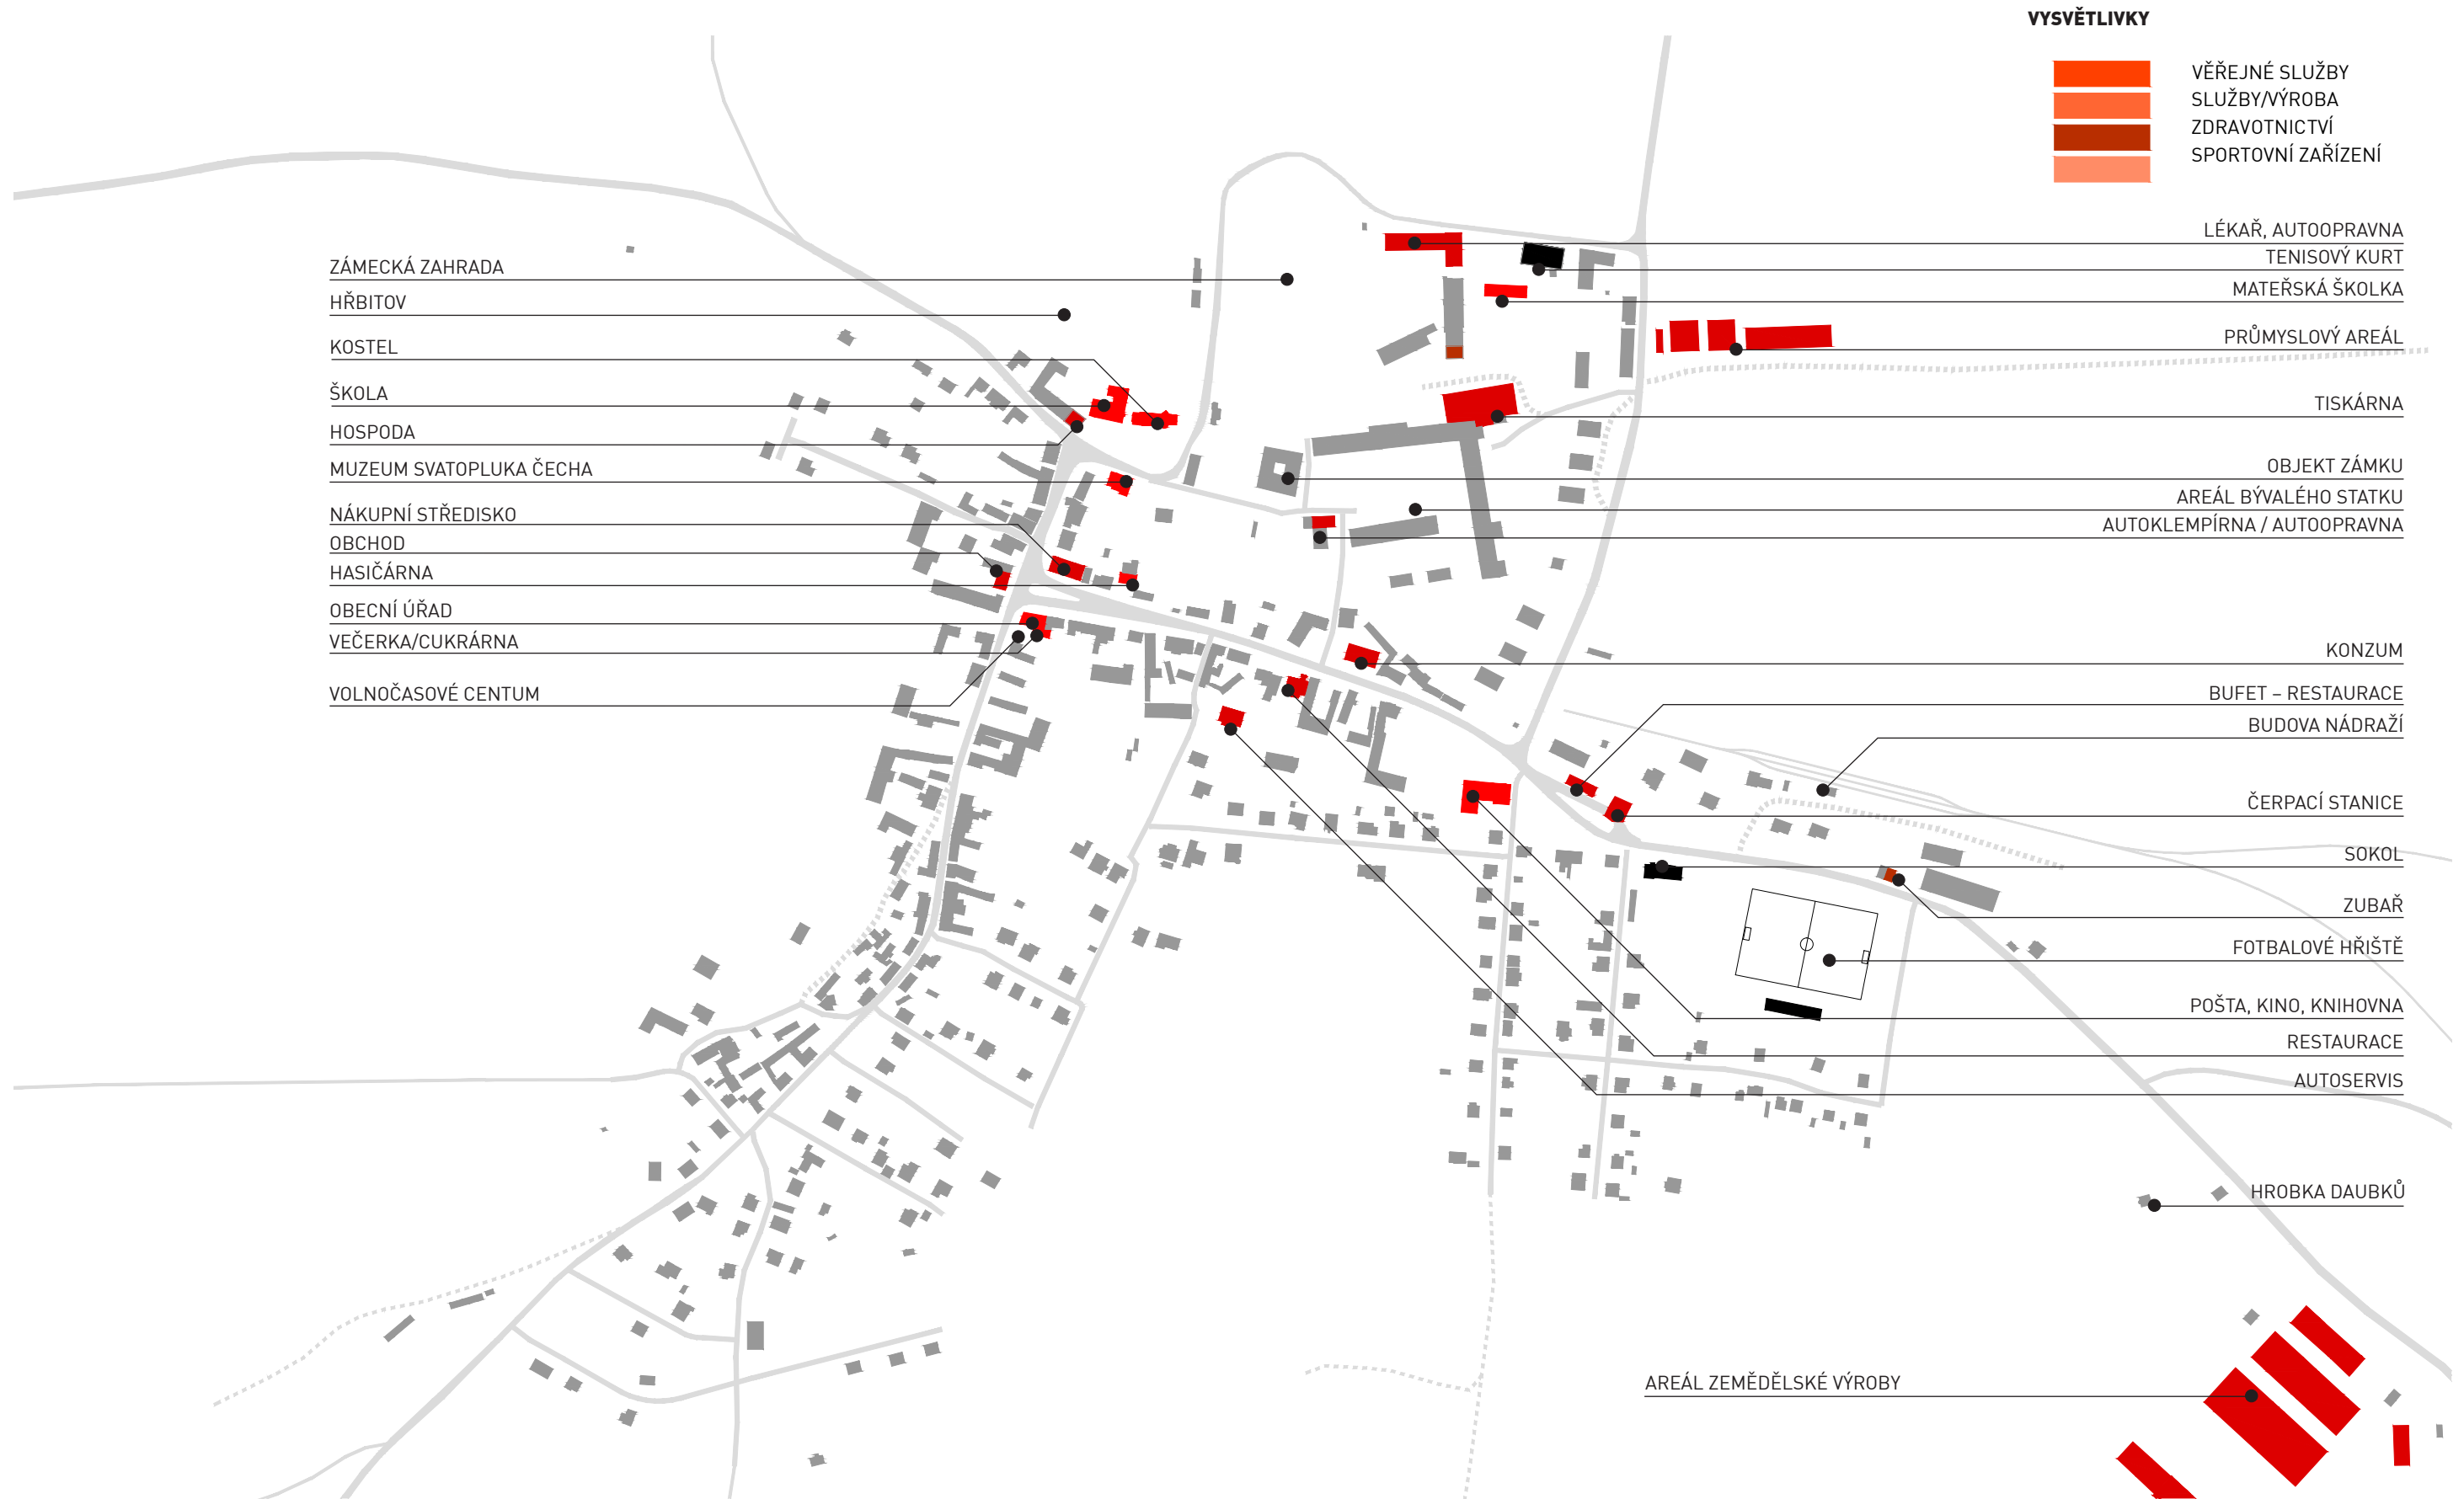 VYSVĚTLIVKY
VĚŘEJNÉ SLUŽBY
SLUŽBY/VÝROBA
ZDRAVOTNICTVÍ
SPORTOVNÍ ZAŘÍZENÍ
ZÁMECKÁ ZAHRADA
HŘBITOV
KOSTEL
ŠKOLA
HOSPODA
MUZEUM SVATOPLUKA ČECHA
NÁKUPNÍ STŘEDISKO
OBCHOD
HASIČÁRNA
OBECNÍ ÚŘAD
VEČERKA/CUKRÁRNA
VOLNOČASOVÉ CENTUM
LÉKAŘ, AUTOOPRAVNA
TENISOVÝ KURT
MATEŘSKÁ ŠKOLKA
PRŮMYSLOVÝ AREÁL
TISKÁRNA
OBJEKT ZÁMKU
AREÁL BÝVALÉHO STATKU
AUTOKLEMPÍRNA / AUTOOPRAVNA
KONZUM
BUFET – RESTAURACE
BUDOVA NÁDRAŽÍ
ČERPACÍ STANICE
SOKOL
ZUBAŘ
FOTBALOVÉ HŘIŠTĚ
POŠTA, KINO, KNIHOVNA
RESTAURACE
AUTOSERVIS
HROBKA DAUBKŮ
AREÁL ZEMĚDĚLSKÉ VÝROBY